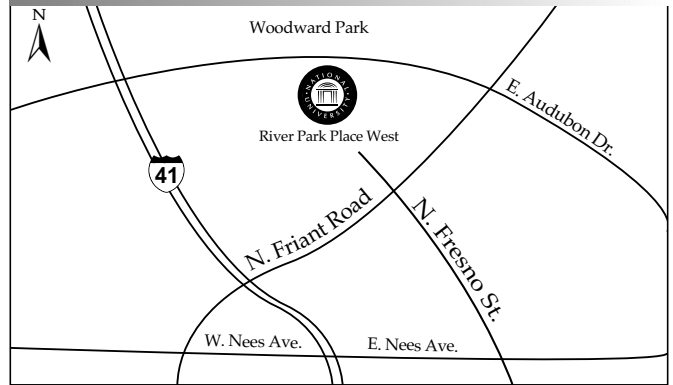 N
Woodward Park
NATIONAL UNIVERSITY
E. Audubon Dr.
River Park Place West
41
N. Friant Road
N. Fresno St.
W. Nees Ave.
E. Nees Ave.